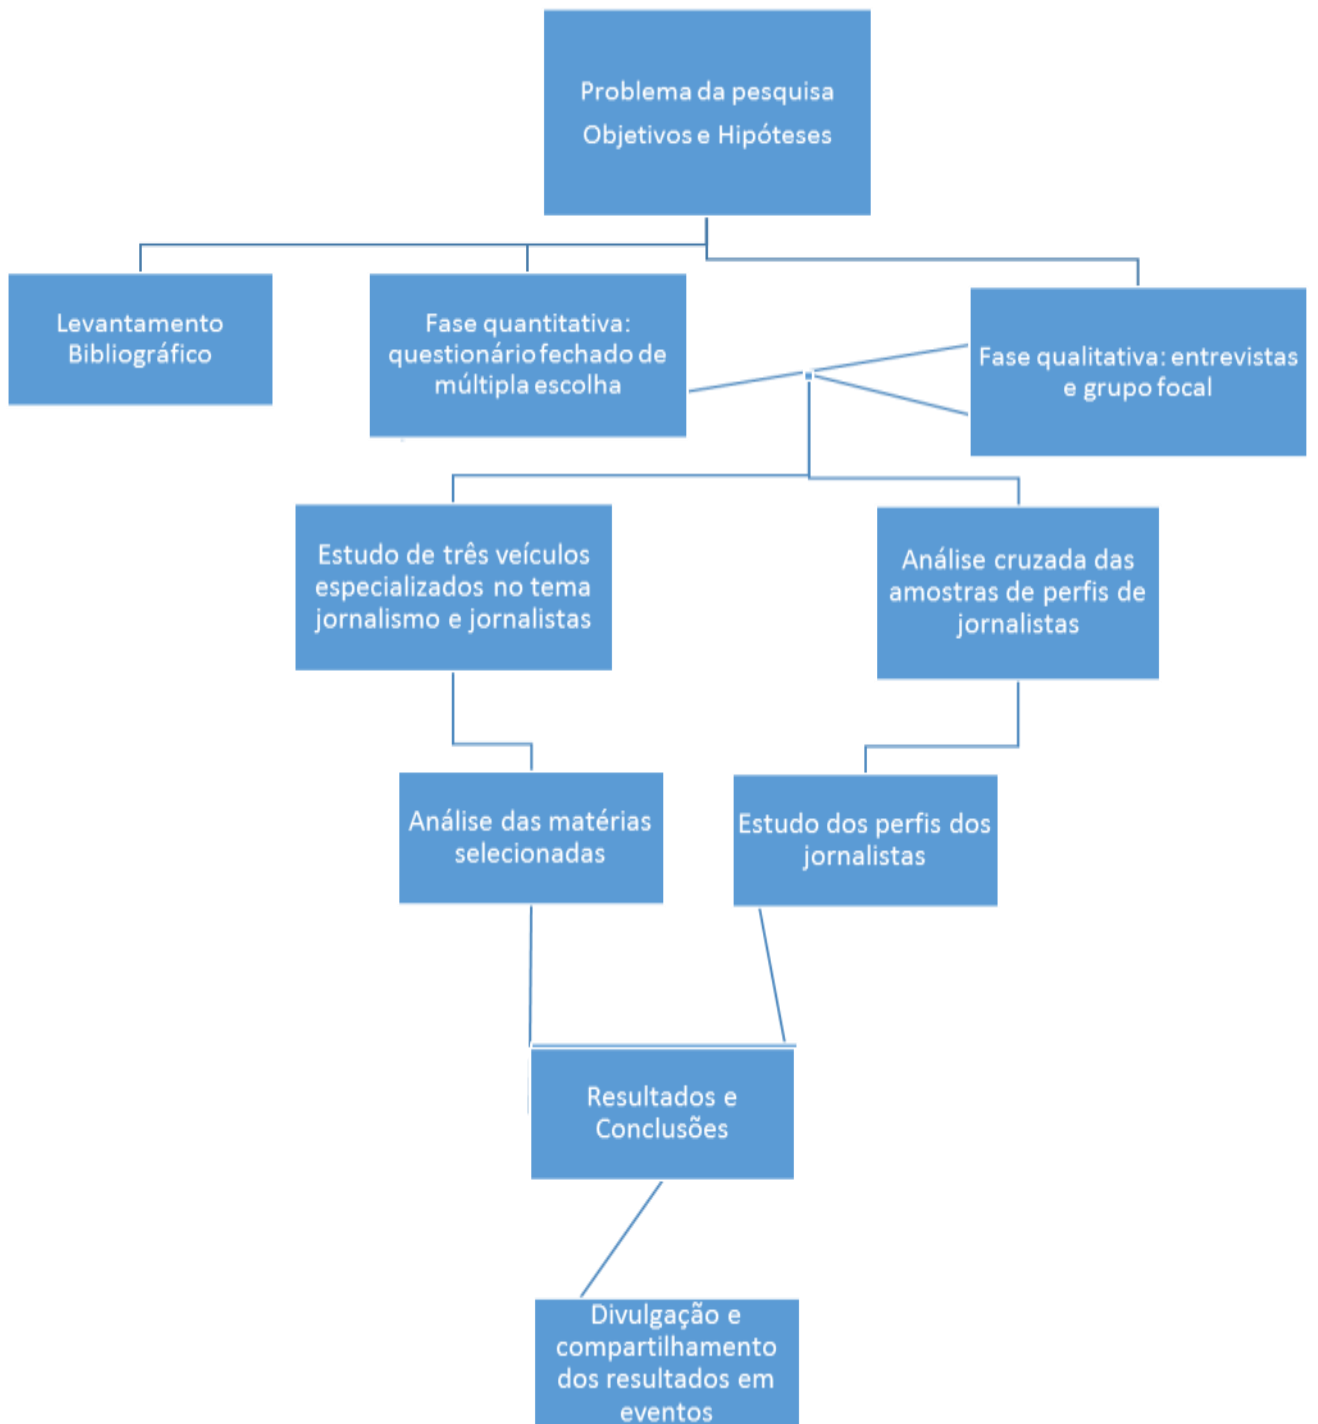 Problema da pesquisa
Objetivos e Hipóteses
Levantamento
Bibliográfico
Fase quantitativa:
questionário fechado de
múltipla escolha
Fase qualitativa: entrevistas
e grupo focal
Estudo de três veículos
especializados no tema
jornalismo e jornalistas
Análise cruzada das
amostras de perfis de
jornalistas
Análise das matérias
selecionadas
Estudo dos perfis dos
jornalistas
Resultados e
Conclusões
Divulgação e
compartilhamento
dos resultados em
eventos